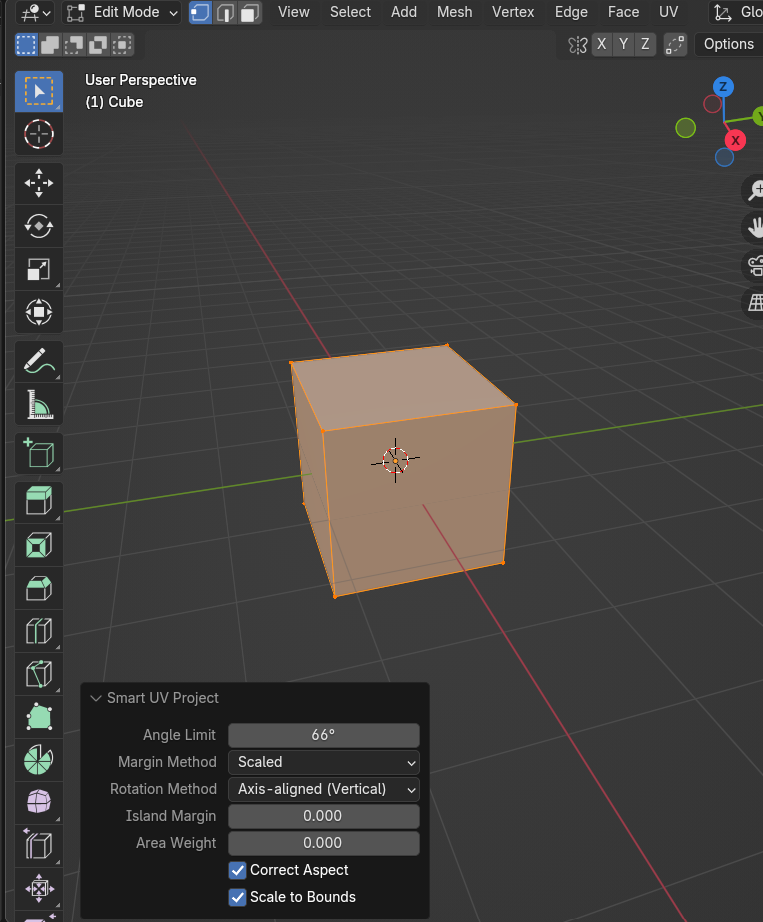 Edit Mode View Select Add Mesh Vertex Edge Face UV Glo
X Y Z Options
User Perspective
(1) Cube
Z
Y
X
Smart UV Project
Angle Limit 66°
Margin Method Scaled
Rotation Method Axis-aligned (Vertical)
Island Margin 0.000
Area Weight 0.000
Correct Aspect
Scale to Bounds